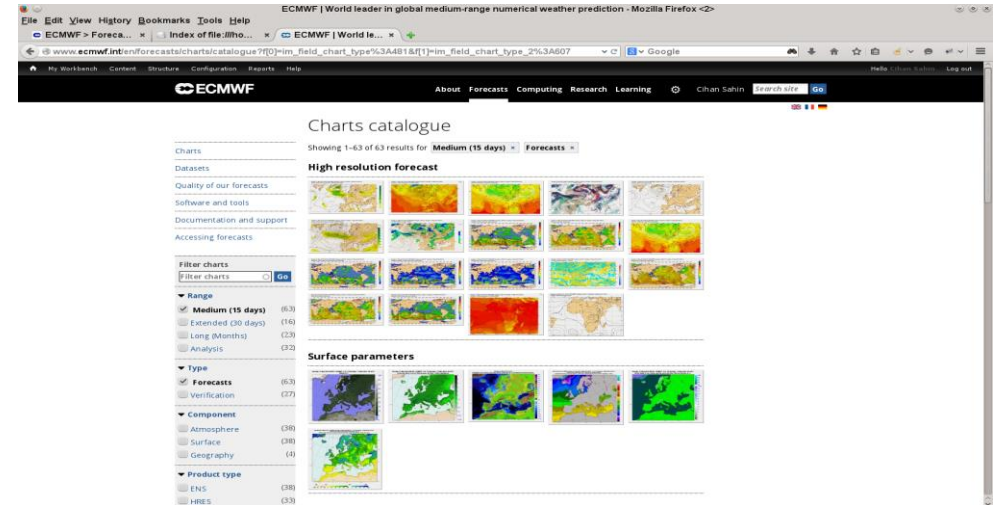 ECMWF | World leader in global medium-range numerical weather prediction - Mozilla Firefox <2>
File Edit View History Bookmarks Tools Help
ECMWF > Foreca... × Index of file:///ho... × ECMWF | World le... ×
www.ecmwf.int/en/forecasts/charts/catalogue?f[0]=im_field_chart_type%3A481&f[1]=im_field_chart_type_2%3A607 Google
My Workbench Content Structure Configuration Reports Help Hello Cihan Sahin Log out
ECMWF About Forecasts Computing Research Learning Cihan Sahin Search site Go
Charts catalogue
Showing 1–63 of 63 results for Medium (15 days) × Forecasts ×
Charts
Datasets
Quality of our forecasts
Software and tools
Documentation and support
Accessing forecasts
Filter charts
Filter charts Go
Range
Medium (15 days) (63)
Extended (30 days) (16)
Long (Months) (23)
Analysis (32)
Type
Forecasts (63)
Verification (27)
Component
Atmosphere (38)
Surface (38)
Geography (4)
Product type
ENS (38)
HRES (33)
High resolution forecast
Surface parameters